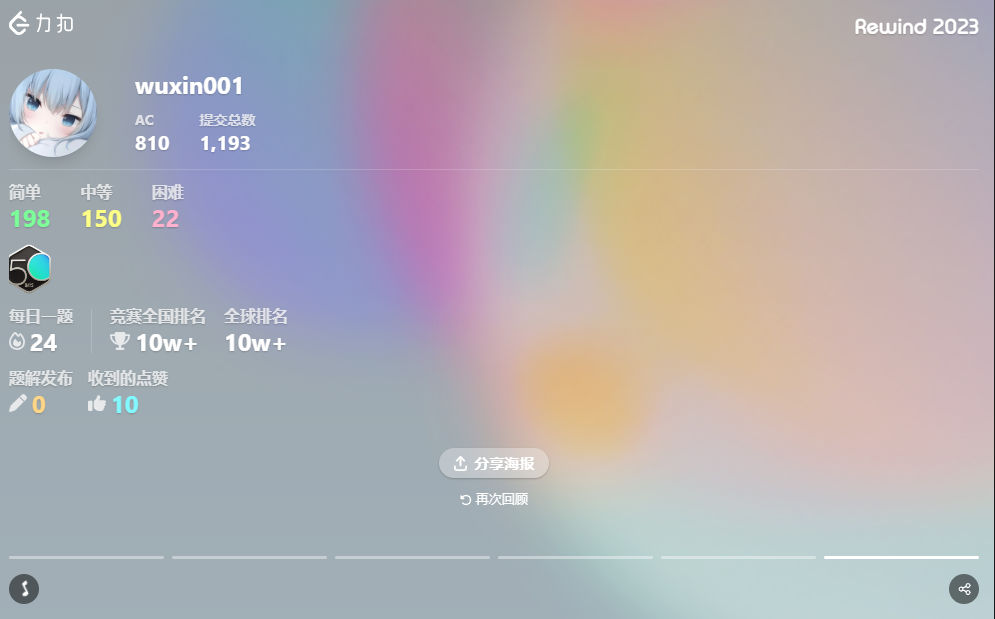 力扣
Rewind 2023
wuxin001
AC 提交总数
810 1,193
简单 中等 困难
198 150 22
50
每日一题 竞赛全国排名 全球排名
24 10w+ 10w+
题解发布 收到的点赞
0 10
分享海报
再次回顾